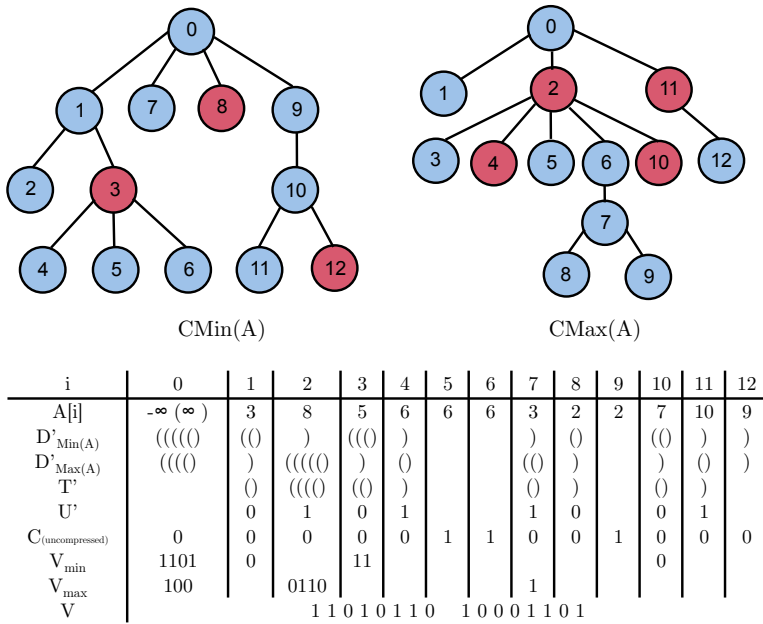 0
0
1
7
8
9
1
2
11
2
3
10
3
4
5
6
10
12
4
5
6
11
12
7
8
9
CMin(A)
CMax(A)
i 0 1 2 3 4 5 6 7 8 9 10 11 12
A[i] -∞ (∞ ) 3 8 5 6 6 6 3 2 2 7 10 9
D'Min(A) ((((() (() ) ((() ) ) () (() ) )
D'Max(A) (((() ) ((((() ) () (() ) ) () )
T' () (((() (() ) () ) () )
U' 0 1 0 1 1 0 0 1
C(uncompressed) 0 0 0 0 0 1 1 0 0 1 0 0 0
Vmin 1101 0 11 0
Vmax 100 0110 1
V 1 1 0 1 0 1 1 0 1 0 0 0 1 1 0 1